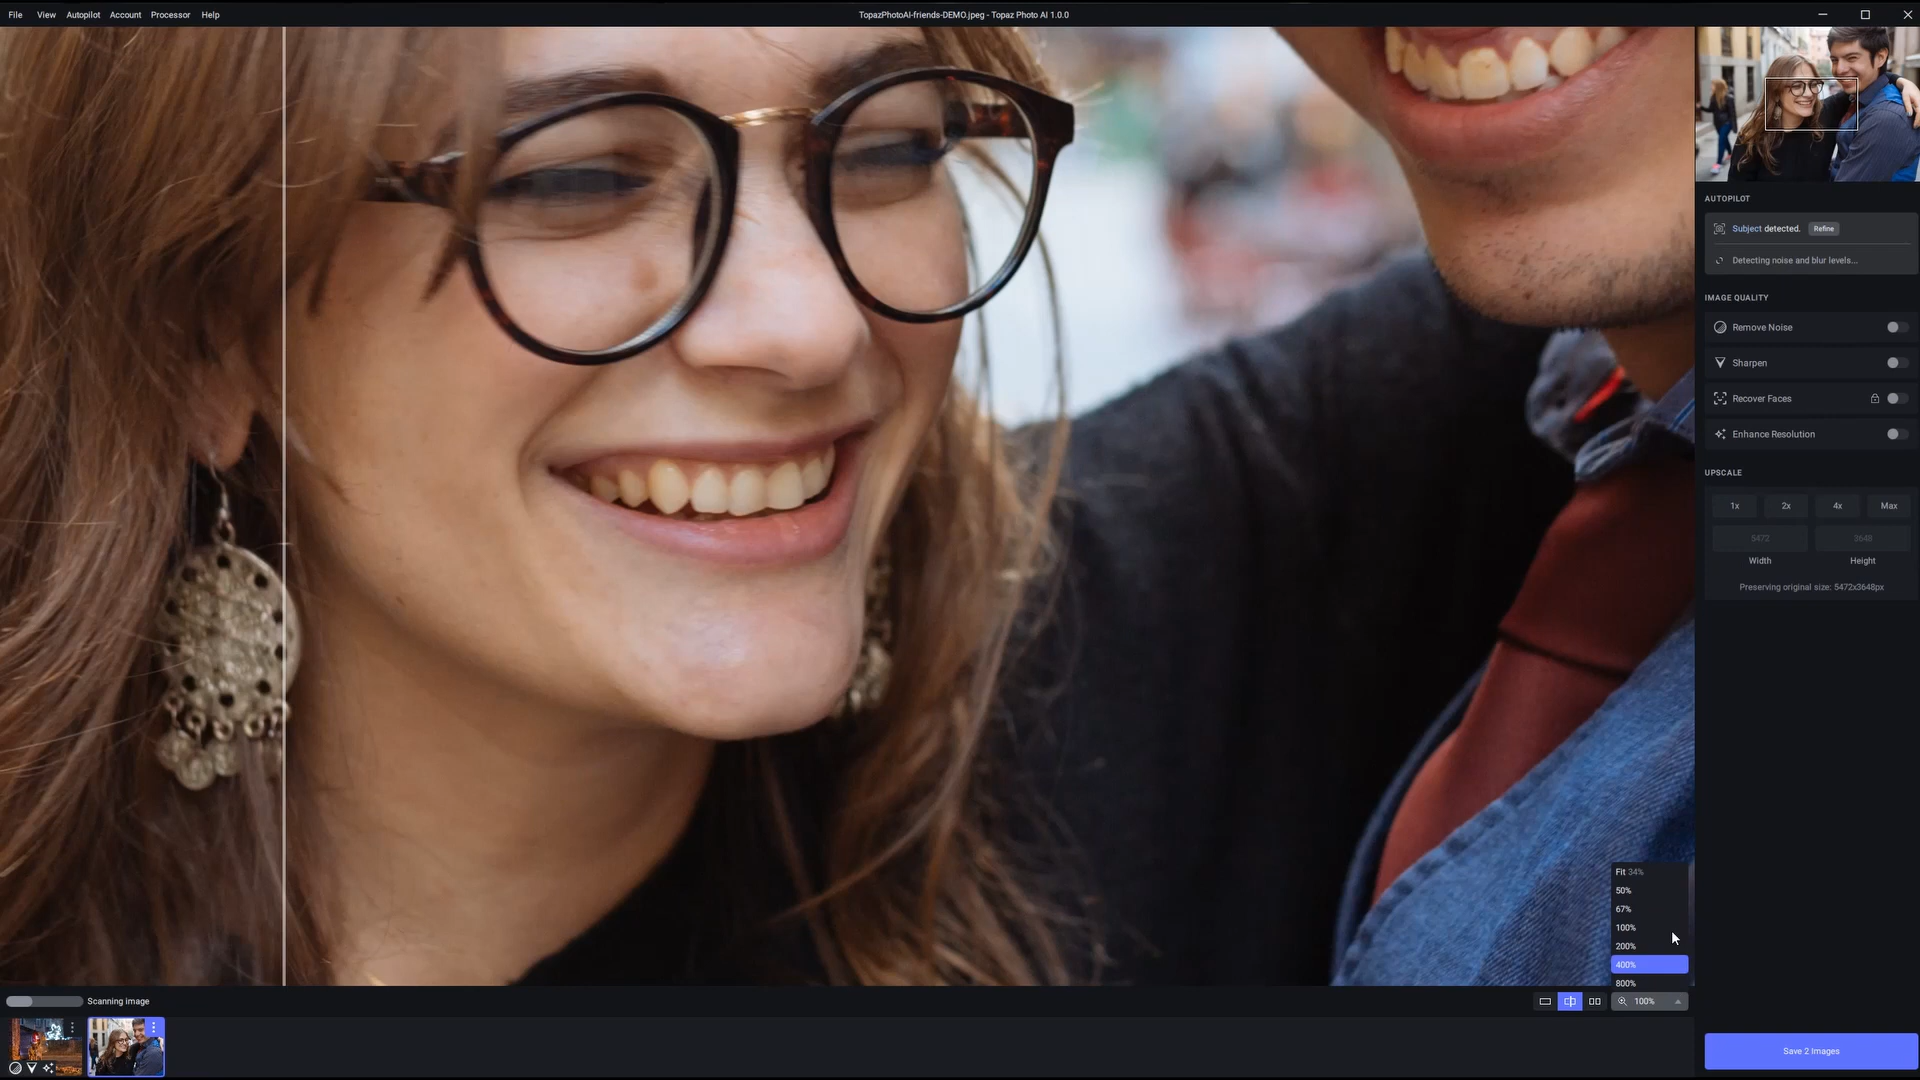 File View Autopilot Account Processor Help
TopazPhotoAI-friends-DEMO.jpeg - Topaz Photo AI 1.0.0
AUTOPILOT
Subject detected. Refine
Detecting noise and blur levels...
IMAGE QUALITY
Remove Noise
Sharpen
Recover Faces
Enhance Resolution
UPSCALE
1x 2x 4x Max
5472 3648
Width Height
Preserving original size: 5472x3648px
Fit 34%
50%
67%
100%
200%
400%
800%
Scanning image
100%
Save 2 Images